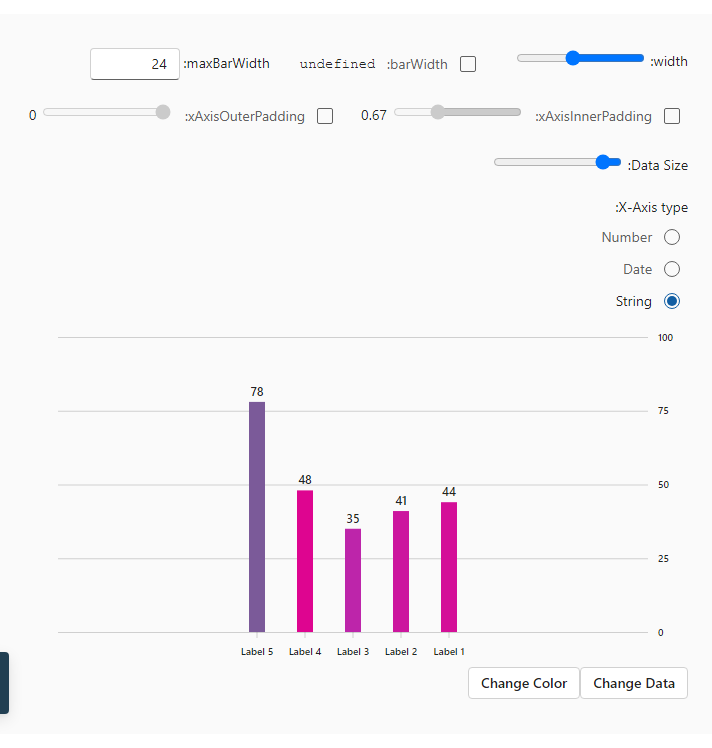 width:
barWidth: undefined
maxBarWidth: 24
xAxisInnerPadding: 0.67
xAxisOuterPadding: 0
Data Size:
X-Axis type:
Number
Date
String
100
75
50
25
0
78
48
35
41
44
Label 5
Label 4
Label 3
Label 2
Label 1
Change Color
Change Data